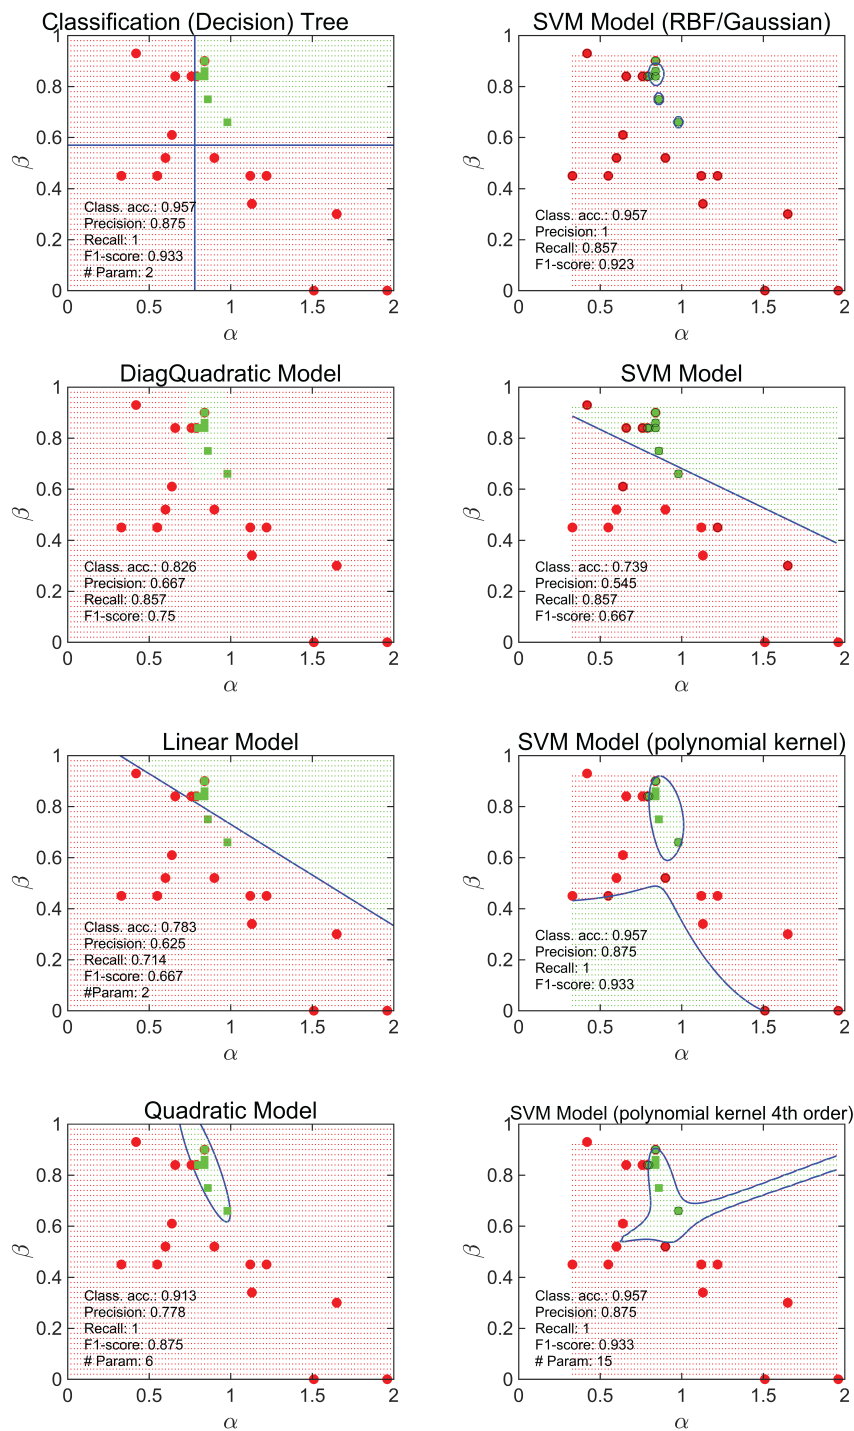 Classification (Decision) Tree
1
0.8
0.6
β
0.4
Class. acc.: 0.957
Precision: 0.875
0.2
Recall: 1
F1-score: 0.933
# Param: 2
0
0 0.5 1 1.5 2
α
SVM Model (RBF/Gaussian)
1
0.8
0.6
β
0.4
Class. acc.: 0.957
Precision: 1
0.2
Recall: 0.857
F1-score: 0.923
0
0 0.5 1 1.5 2
α
DiagQuadratic Model
1
0.8
0.6
β
0.4
Class. acc.: 0.826
Precision: 0.667
0.2
Recall: 0.857
F1-score: 0.75
0
0 0.5 1 1.5 2
α
SVM Model
1
0.8
0.6
β
0.4
Class. acc.: 0.739
Precision: 0.545
0.2
Recall: 0.857
F1-score: 0.667
0
0 0.5 1 1.5 2
α
Linear Model
1
0.8
0.6
β
0.4
Class. acc.: 0.783
Precision: 0.625
0.2
Recall: 0.714
F1-score: 0.667
#Param: 2
0
0 0.5 1 1.5 2
α
SVM Model (polynomial kernel)
1
0.8
0.6
β
0.4
Class. acc.: 0.957
Precision: 0.875
0.2
Recall: 1
F1-score: 0.933
0
0 0.5 1 1.5 2
α
Quadratic Model
1
0.8
0.6
β
0.4
Class. acc.: 0.913
Precision: 0.778
0.2
Recall: 1
F1-score: 0.875
# Param: 6
0
0 0.5 1 1.5 2
α
SVM Model (polynomial kernel 4th order)
1
0.8
0.6
β
0.4
Class. acc.: 0.957
Precision: 0.875
0.2
Recall: 1
F1-score: 0.933
# Param: 15
0
0 0.5 1 1.5 2
α